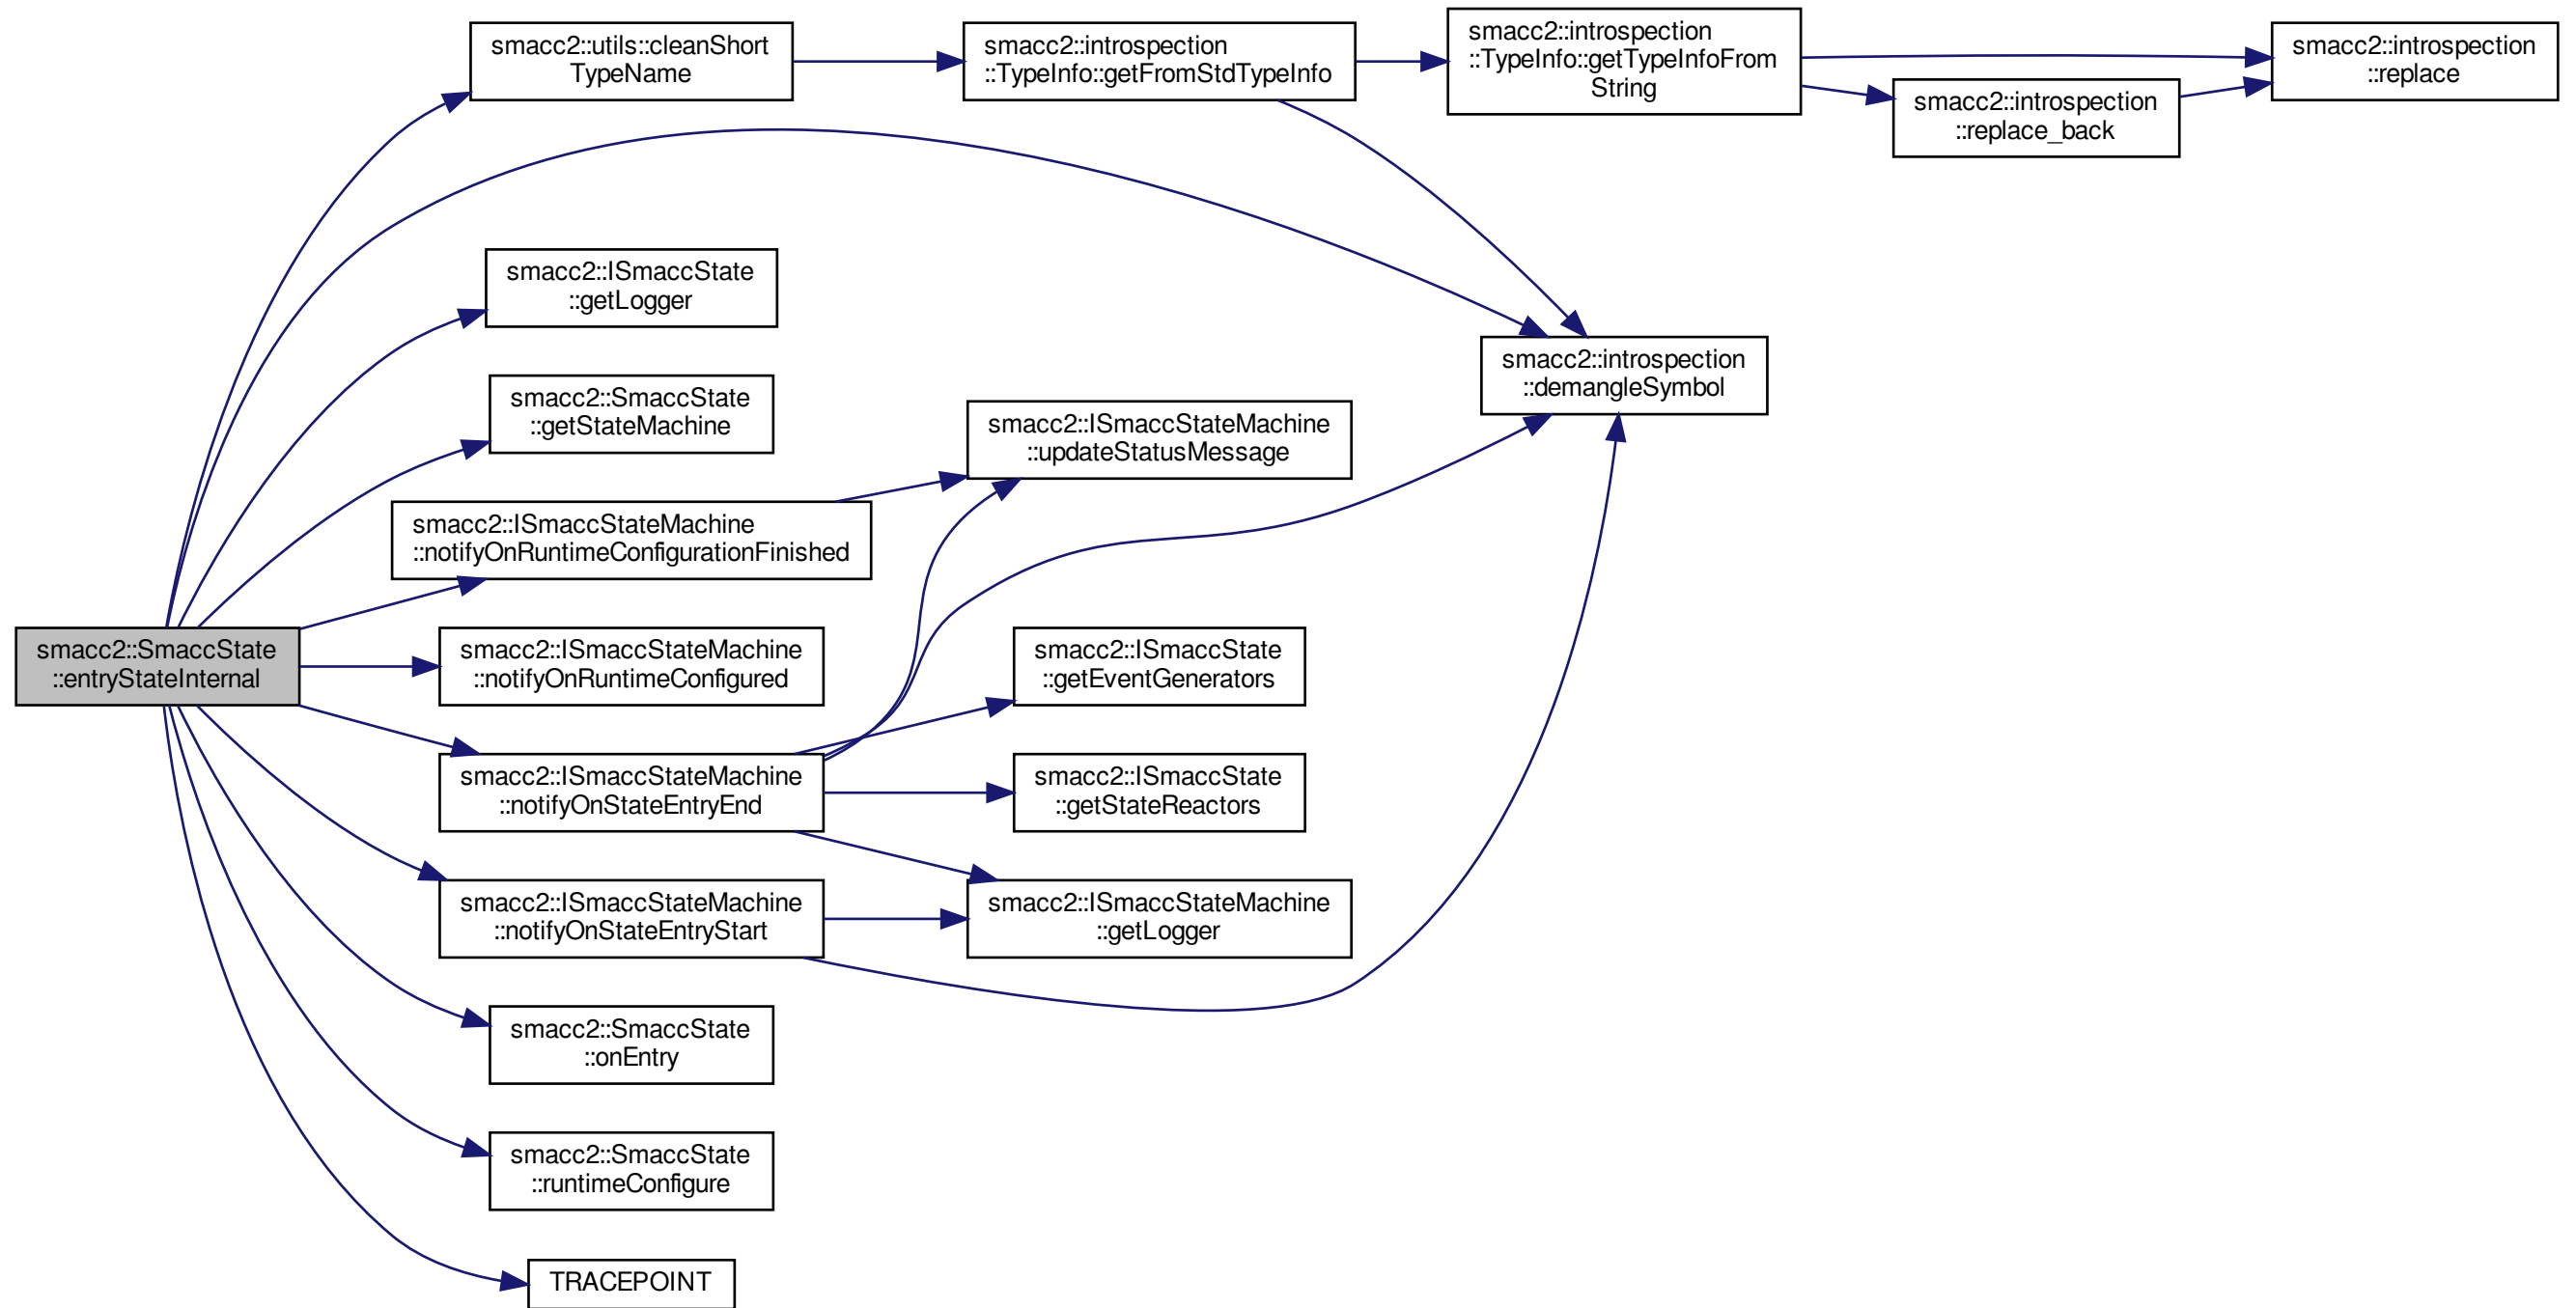 smacc2::utils::cleanShort
TypeName
smacc2::introspection
::TypeInfo::getFromStdTypeInfo
smacc2::introspection
::TypeInfo::getTypeInfoFrom
String
smacc2::introspection
::replace
smacc2::introspection
::replace_back
smacc2::ISmaccState
::getLogger
smacc2::introspection
::demangleSymbol
smacc2::SmaccState
::getStateMachine
smacc2::ISmaccStateMachine
::updateStatusMessage
smacc2::ISmaccStateMachine
::notifyOnRuntimeConfigurationFinished
smacc2::SmaccState
::entryStateInternal
smacc2::ISmaccStateMachine
::notifyOnRuntimeConfigured
smacc2::ISmaccState
::getEventGenerators
smacc2::ISmaccStateMachine
::notifyOnStateEntryEnd
smacc2::ISmaccState
::getStateReactors
smacc2::ISmaccStateMachine
::notifyOnStateEntryStart
smacc2::ISmaccStateMachine
::getLogger
smacc2::SmaccState
::onEntry
smacc2::SmaccState
::runtimeConfigure
TRACEPOINT